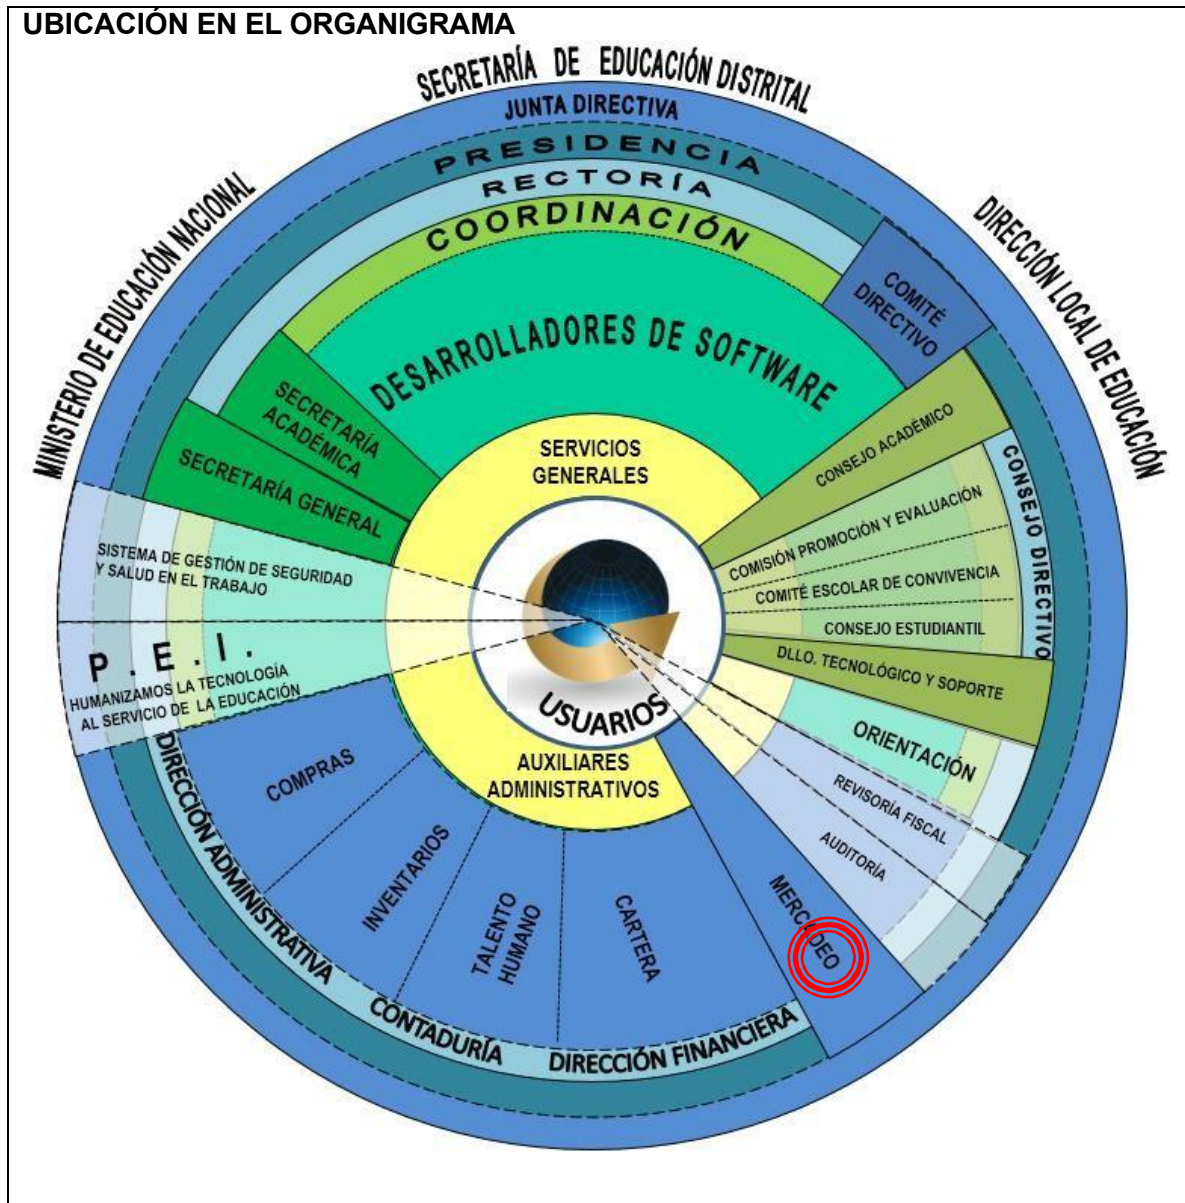 UBICACIÓN EN EL ORGANIGRAMA
SECRETARÍA DE EDUCACIÓN DISTRITAL
MINISTERIO DE EDUCACIÓN NACIONAL
DIRECCIÓN LOCAL DE EDUCACIÓN
JUNTA DIRECTIVA
PRESIDENCIA
RECTORÍA
COORDINACIÓN
DESARROLLADORES DE SOFTWARE
COMITÉ
DIRECTIVO
SECRETARÍA
ACADÉMICA
SECRETARÍA GENERAL
SERVICIOS
GENERALES
CONSEJO ACADÉMICO
COMISIÓN PROMOCIÓN Y EVALUACIÓN
COMITÉ ESCOLAR DE CONVIVENCIA
CONSEJO ESTUDIANTIL
CONSEJO DIRECTIVO
DLLO. TECNOLÓGICO Y SOPORTE
ORIENTACIÓN
REVISORÍA FISCAL
AUDITORÍA
MERCADEO
SISTEMA DE GESTIÓN DE SEGURIDAD
Y SALUD EN EL TRABAJO
P.E.I.
HUMANIZAMOS LA TECNOLOGÍA
AL SERVICIO DE LA EDUCACIÓN
USUARIOS
AUXILIARES
ADMINISTRATIVOS
COMPRAS
INVENTARIOS
TALENTO
HUMANO
CARTERA
DIRECCIÓN ADMINISTRATIVA
CONTADURÍA
DIRECCIÓN FINANCIERA